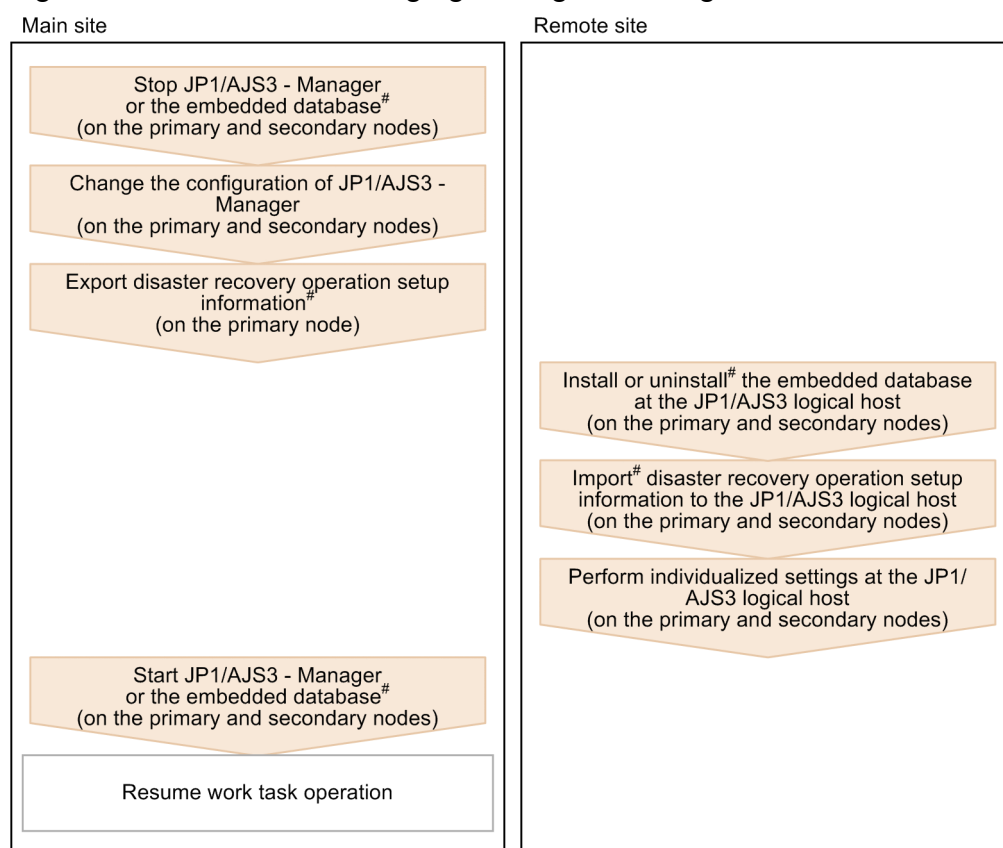 Main site
Remote site
Stop JP1/AJS3 - Manager
or the embedded database#
(on the primary and secondary nodes)
Change the configuration of JP1/AJS3 -
Manager
(on the primary and secondary nodes)
Export disaster recovery operation setup
information#
(on the primary node)
Install or uninstall# the embedded database
at the JP1/AJS3 logical host
(on the primary and secondary nodes)
Import# disaster recovery operation setup
information to the JP1/AJS3 logical host
(on the primary and secondary nodes)
Perform individualized settings at the JP1/
AJS3 logical host
(on the primary and secondary nodes)
Start JP1/AJS3 - Manager
or the embedded database#
(on the primary and secondary nodes)
Resume work task operation